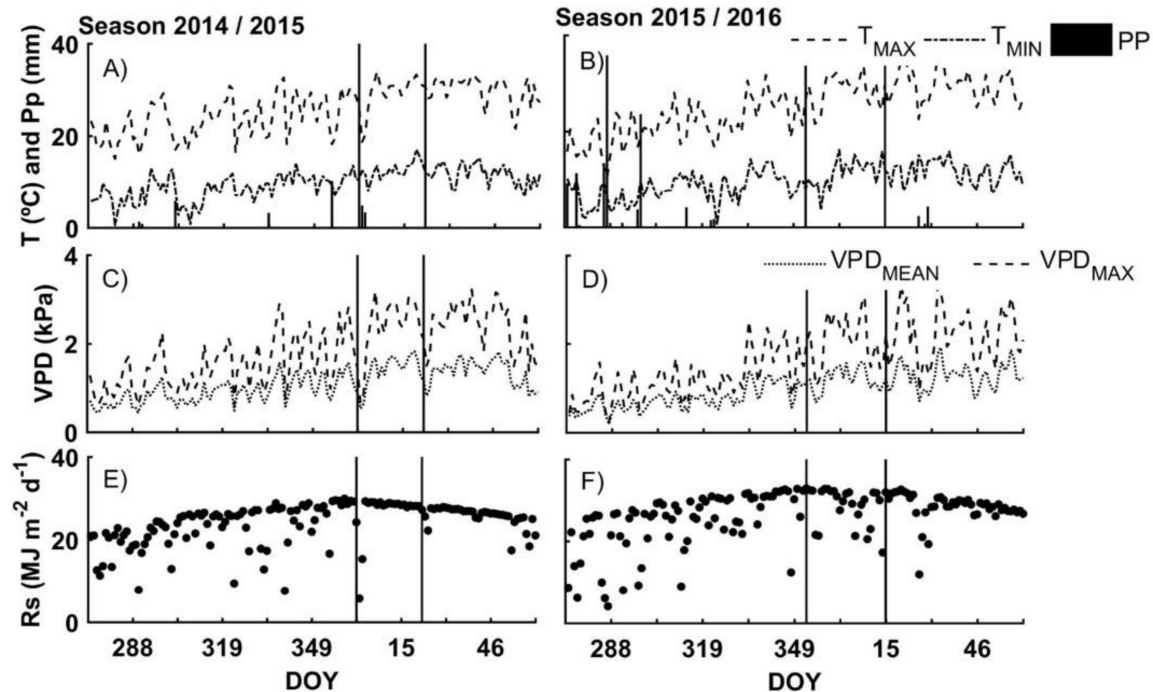 Season 2014 / 2015
Season 2015 / 2016
T_MAX T_MIN PP
T (ºC) and Pp (mm)
40
20
0
A)
B)
VPD_MEAN VPD_MAX
VPD (kPa)
4
2
0
C)
D)
Rs (MJ m⁻² d⁻¹)
40
20
0
E)
F)
288 319 349 15 46
288 319 349 15 46
DOY
DOY